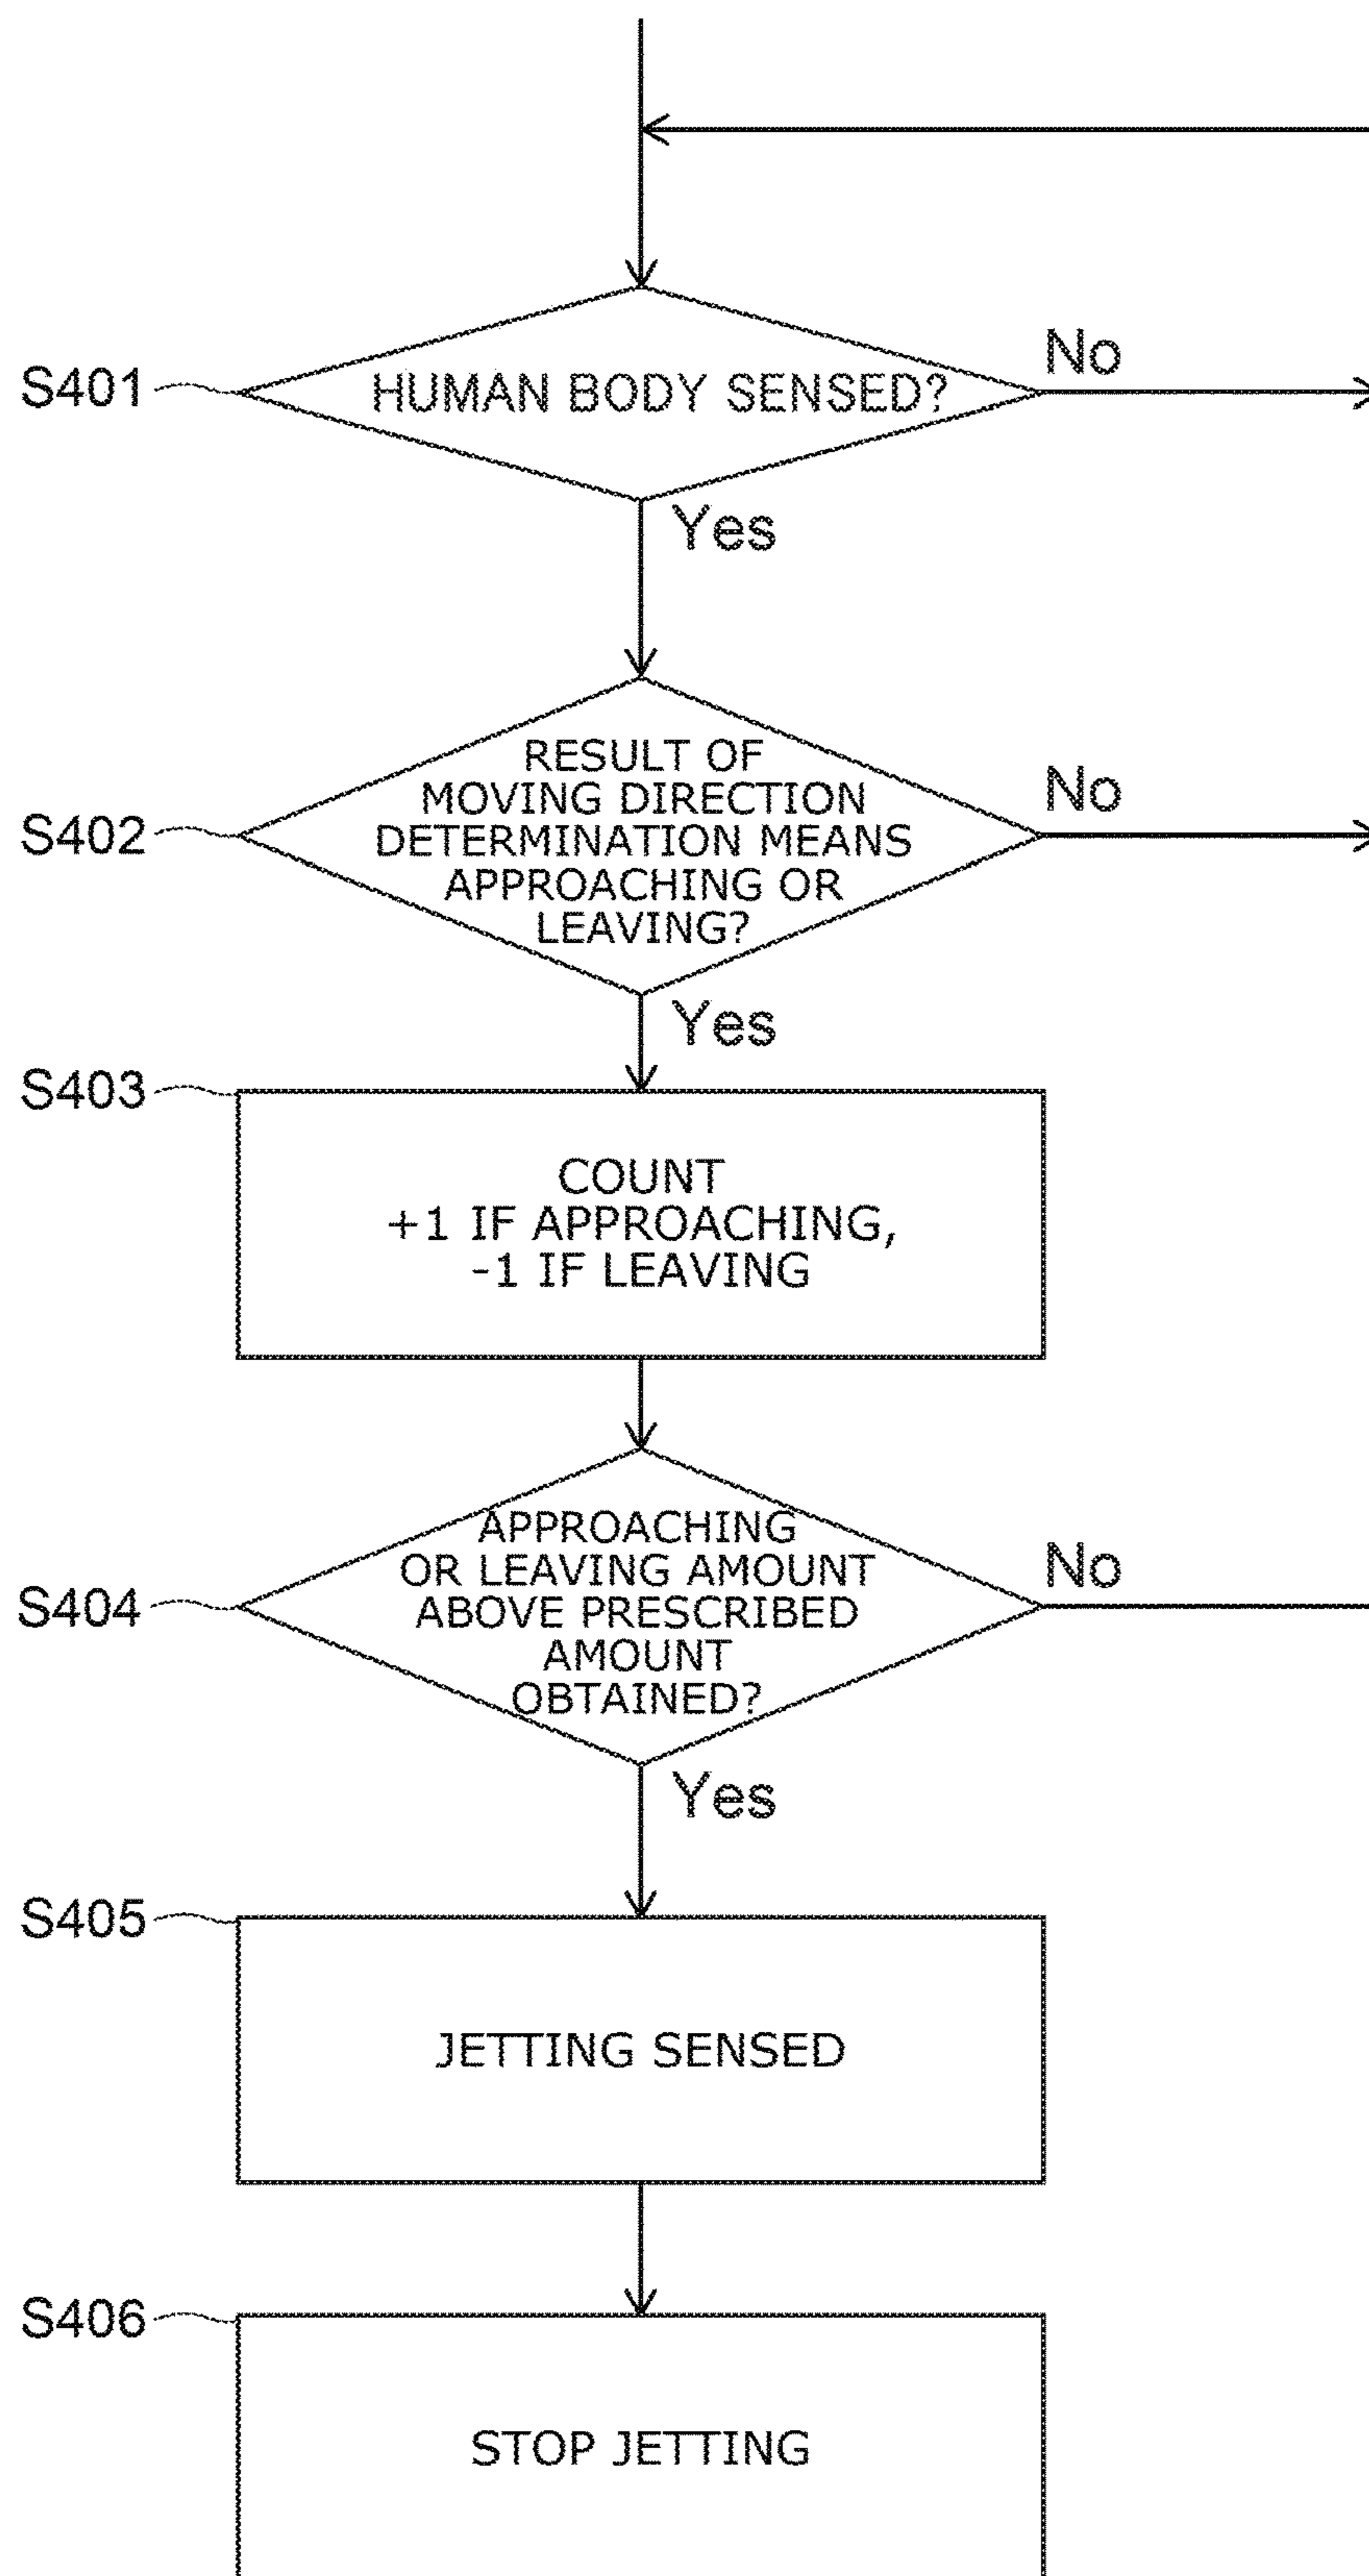 S401
HUMAN BODY SENSED?
No
Yes
S402
RESULT OF
MOVING DIRECTION
DETERMINATION MEANS
APPROACHING OR
LEAVING?
No
Yes
S403
COUNT
+1 IF APPROACHING,
-1 IF LEAVING
S404
APPROACHING
OR LEAVING AMOUNT
ABOVE PRESCRIBED
AMOUNT
OBTAINED?
No
Yes
S405
JETTING SENSED
S406
STOP JETTING